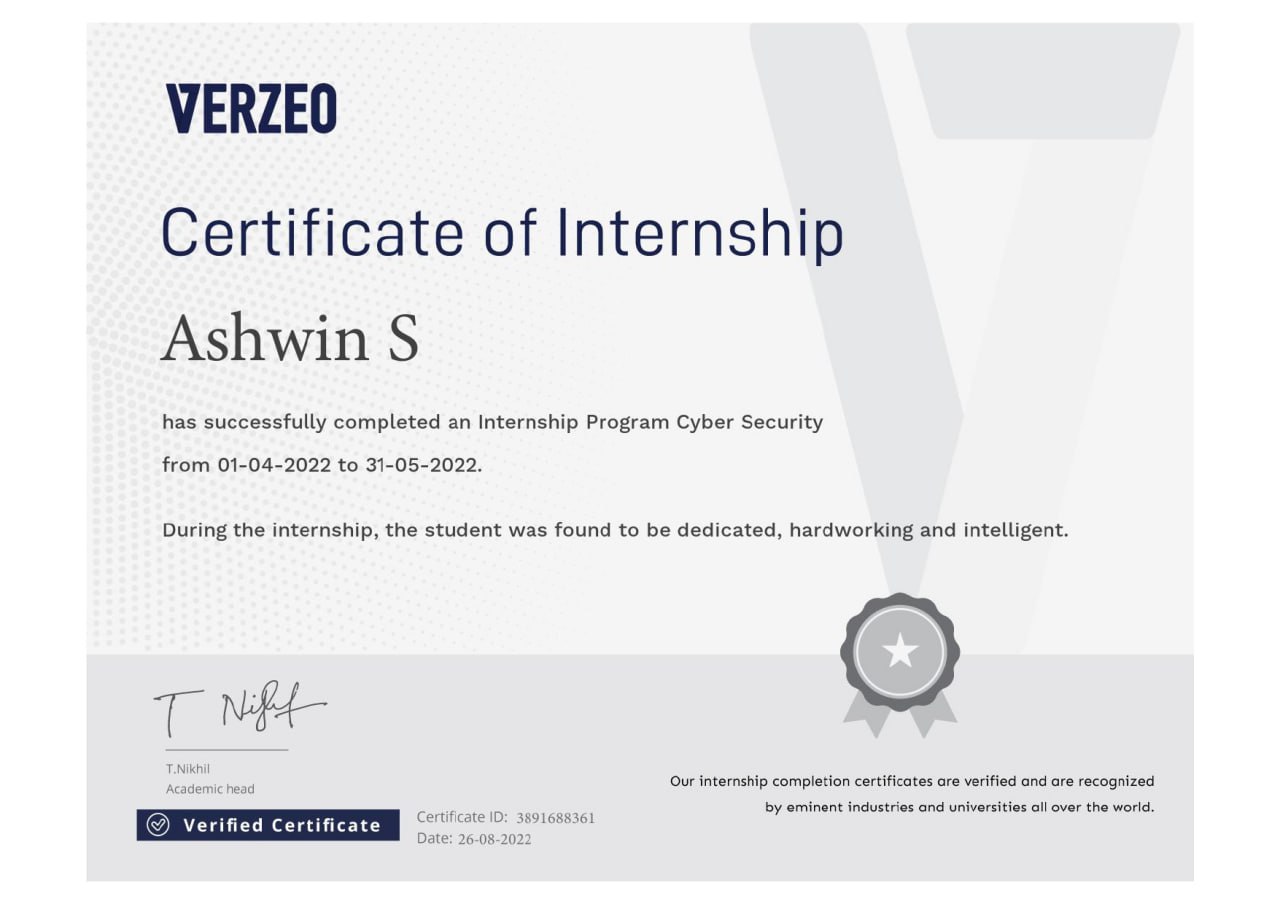 VERZEO
Certificate of Internship
Ashwin S
has successfully completed an Internship Program Cyber Security
from 01-04-2022 to 31-05-2022.
During the internship, the student was found to be dedicated, hardworking and intelligent.
T Nikhil
T.Nikhil
Academic head
Verified Certificate
Certificate ID: 3891688361
Date: 26-08-2022
Our internship completion certificates are verified and are recognized
by eminent industries and universities all over the world.